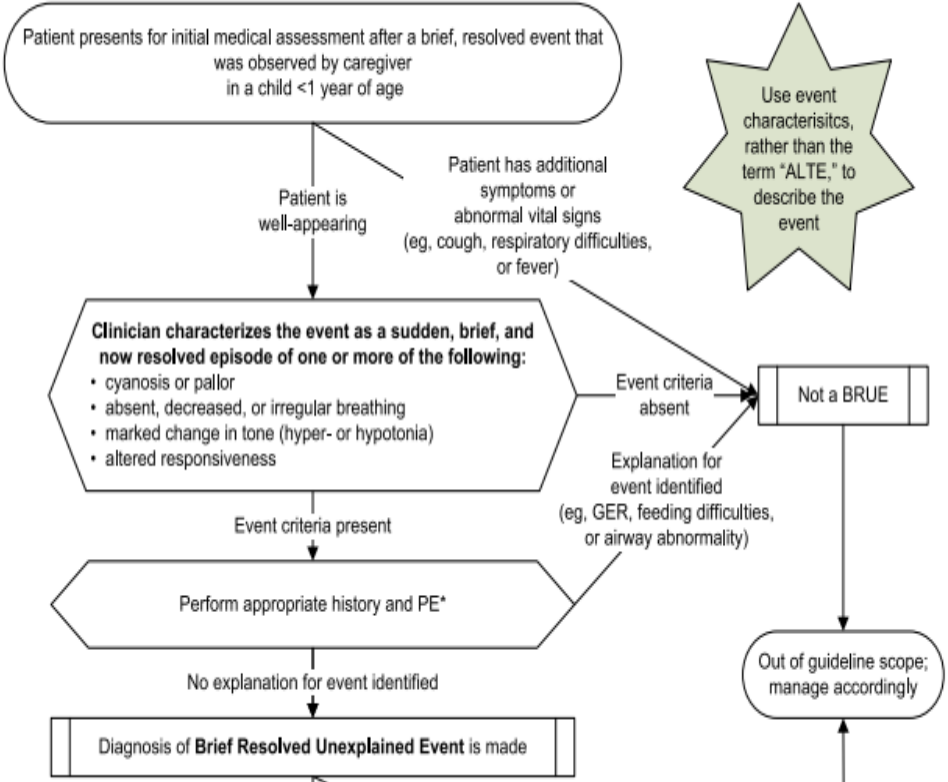 Patient presents for initial medical assessment after a brief, resolved event that
was observed by caregiver
in a child <1 year of age
Use event
characterisitcs,
rather than the
term “ALTE,” to
describe the
event
Patient is
well-appearing
Patient has additional
symptoms or
abnormal vital signs
(eg, cough, respiratory difficulties,
or fever)
Clinician characterizes the event as a sudden, brief, and
now resolved episode of one or more of the following:
• cyanosis or pallor
• absent, decreased, or irregular breathing
• marked change in tone (hyper- or hypotonia)
• altered responsiveness
Event criteria
absent
Not a BRUE
Explanation for
event identified
(eg, GER, feeding difficulties,
or airway abnormality)
Event criteria present
Perform appropriate history and PE*
No explanation for event identified
Out of guideline scope;
manage accordingly
Diagnosis of Brief Resolved Unexplained Event is made